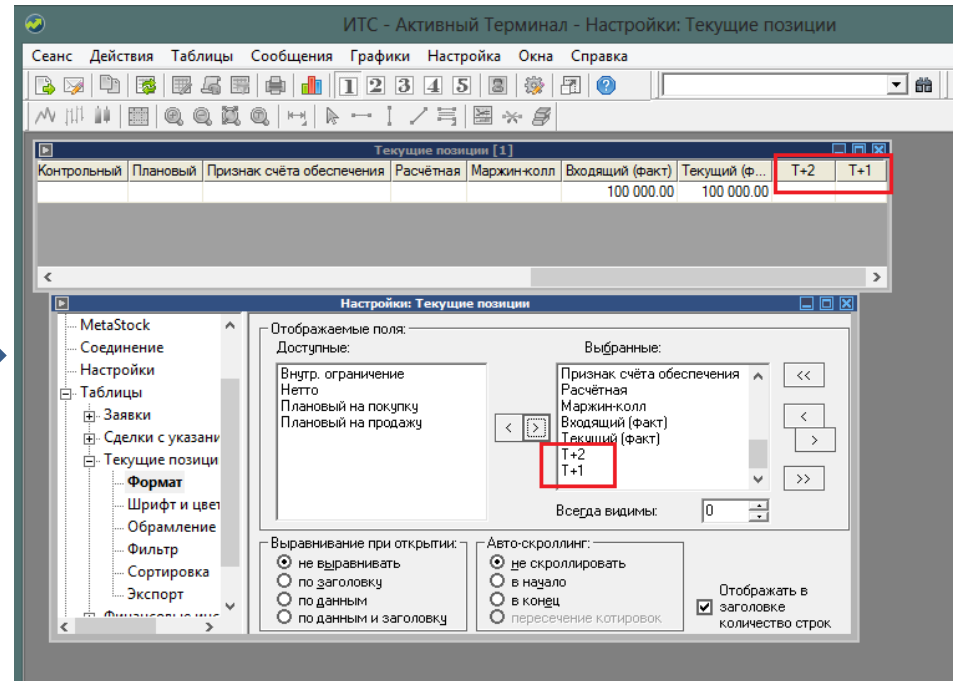 ИТС - Активный Терминал - Настройки: Текущие позиции
Сеанс Действия Таблицы Сообщения Графики Настройка Окна Справка
1 2 3 4 5
Текущие позиции [1]
Контрольный Плановый Признак счёта обеспечения Расчётная Маржин-колл Входящий (факт) Текущий (ф... T+2 T+1
100 000.00 100 000.00
Настройки: Текущие позиции
MetaStock
Соединение
Настройки
Таблицы
Заявки
Сделки с указани
Текущие позици
Формат
Шрифт и цвет
Обрамление
Фильтр
Сортировка
Экспорт
Отображаемые поля:
Доступные:
Внутр. ограничение
Нетто
Плановый на покупку
Плановый на продажу
< >
Выбранные:
Признак счёта обеспечения
Расчётная
Маржин-колл
Входящий (факт)
Текущий (факт)
T+2
T+1
<<
<
>
>>
Всегда видимы: 0
Выравнивание при открытии:
не выравнивать
по заголовку
по данным
по данным и заголовку
Авто-скроллинг:
не скроллировать
в начало
в конец
пересечение котировок
Отображать в
заголовке
количество строк